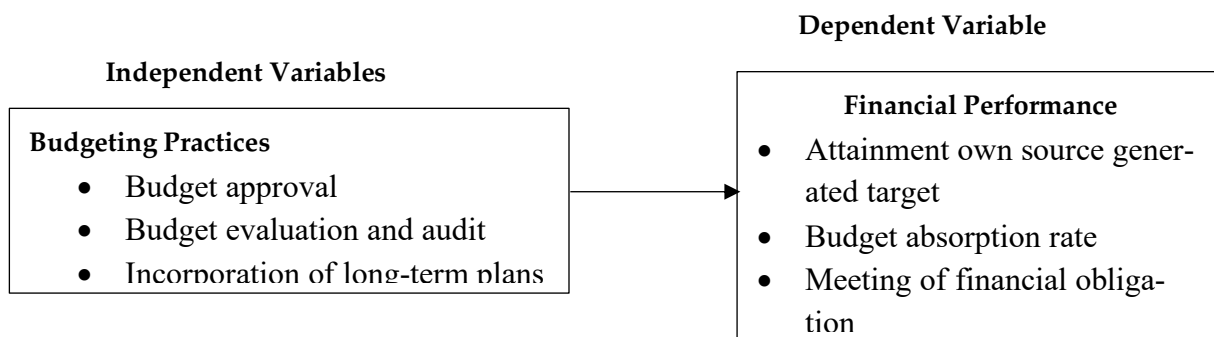 Dependent Variable
Independent Variables
Budgeting Practices
• Budget approval
• Budget evaluation and audit
• Incorporation of long-term plans
Financial Performance
• Attainment own source gener-
ated target
• Budget absorption rate
• Meeting of financial obliga-
tion